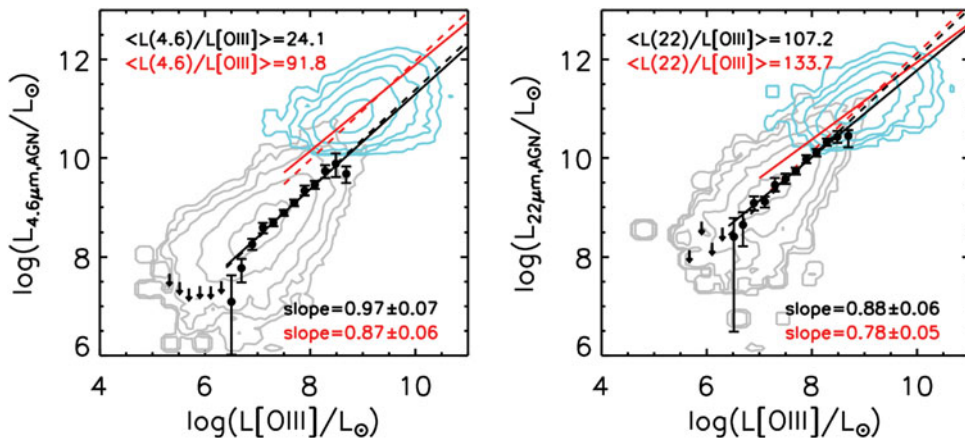 <L(4.6)/L[OIII]>=24.1
<L(4.6)/L[OIII]>=91.8
slope=0.97±0.07
slope=0.87±0.06
log(L4.6μm,AGN/L⊙)
12
10
8
6
4 6 8 10
log(L[OIII]/L⊙)
<L(22)/L[OIII]>=107.2
<L(22)/L[OIII]>=133.7
slope=0.88±0.06
slope=0.78±0.05
log(L22μm,AGN/L⊙)
12
10
8
6
4 6 8 10
log(L[OIII]/L⊙)